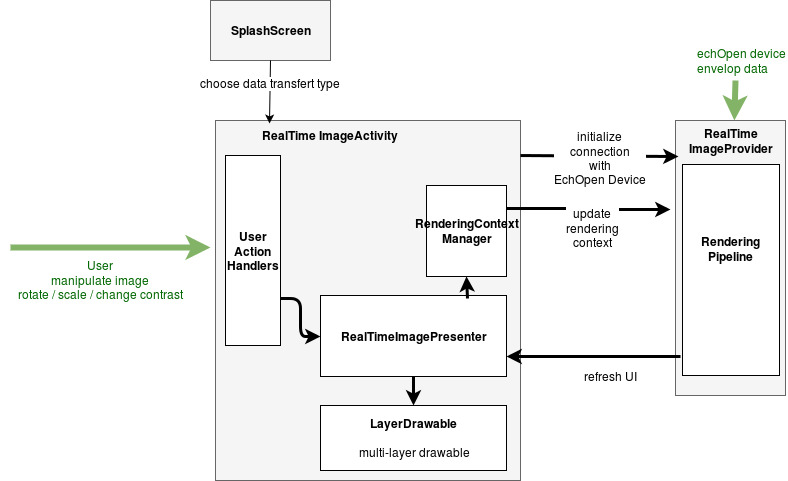 SplashScreen
choose data transfert type
echOpen device
envelop data
RealTime ImageActivity
RealTime
ImageProvider
initialize
connection
with
EchOpen Device
User
Action
Handlers
RenderingContext
Manager
update
rendering
context
Rendering
Pipeline
User
manipulate image
rotate / scale / change contrast
RealTimeImagePresenter
refresh UI
LayerDrawable
multi-layer drawable